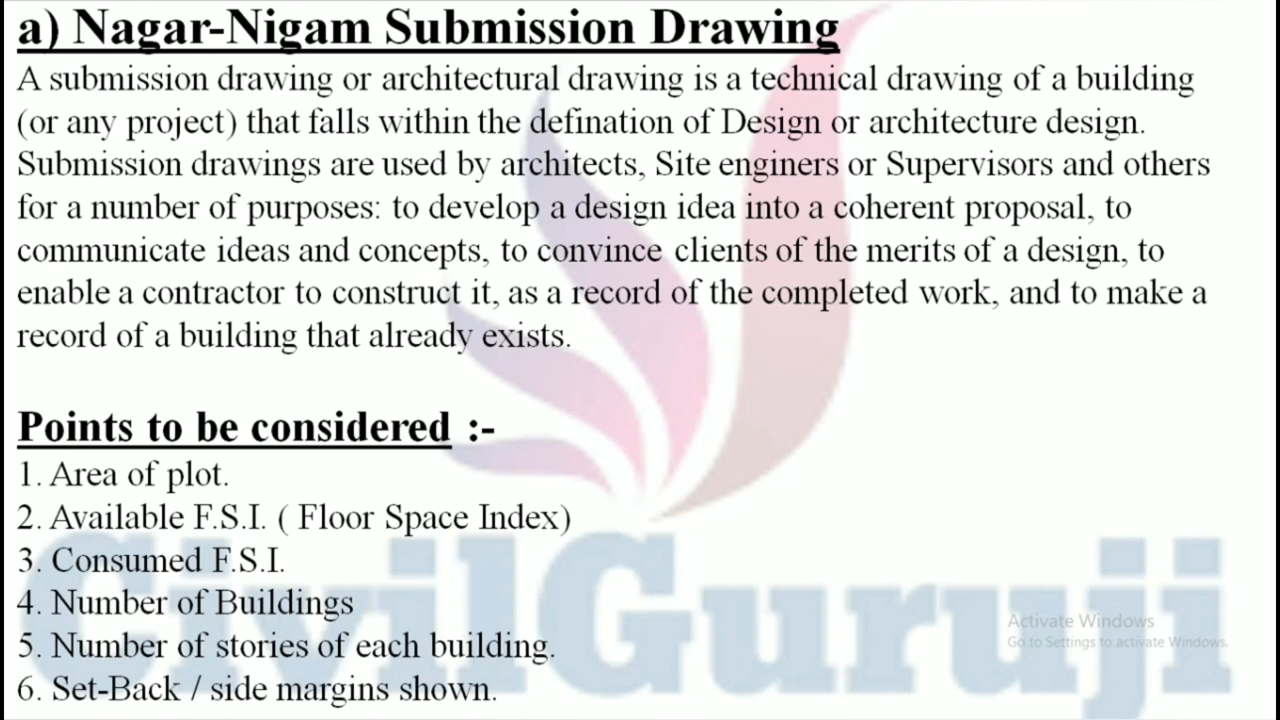 a) Nagar-Nigam Submission Drawing
A submission drawing or architectural drawing is a technical drawing of a building
(or any project) that falls within the defination of Design or architecture design.
Submission drawings are used by architects, Site enginers or Supervisors and others
for a number of purposes: to develop a design idea into a coherent proposal, to
communicate ideas and concepts, to convince clients of the merits of a design, to
enable a contractor to construct it, as a record of the completed work, and to make a
record of a building that already exists.
Points to be considered :-
1. Area of plot.
2. Available F.S.I. ( Floor Space Index)
3. Consumed F.S.I.
4. Number of Buildings
5. Number of stories of each building.
6. Set-Back / side margins shown.
CivilGuruji
Activate Windows
Go to Settings to activate Windows.